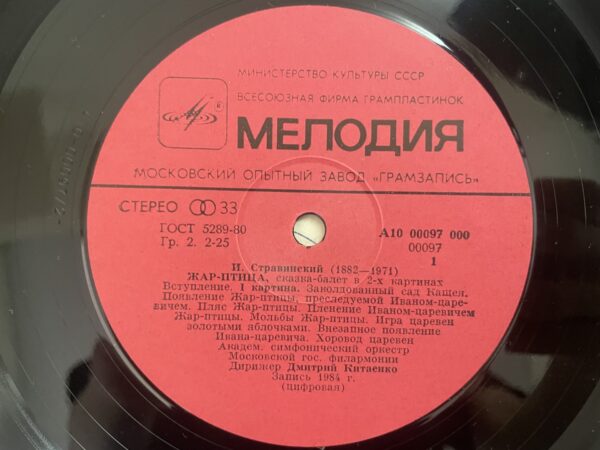 МИНИСТЕРСТВО КУЛЬТУРЫ СССР
ВСЕСОЮЗНАЯ ФИРМА ГРАМПЛАСТИНОК
МЕЛОДИЯ
МОСКОВСКИЙ ОПЫТНЫЙ ЗАВОД «ГРАМЗАПИСЬ»
СТЕРЕО 33
ГОСТ 5289-80
Гр. 2. 2-25
А10 00097 000
00097
1
И. Стравинский (1882—1971)
ЖАР-ПТИЦА, сказка-балет в 2-х картинах
Вступление. 1 картина. Заколдованный сад Кащея.
Появление Жар-птицы, преследуемой Иваном-царе-
вичем. Пляс Жар-птицы. Пленение Иваном-царевичем
Жар-птицы. Мольбы Жар-птицы. Игра царевен
золотыми яблочками. Внезапное появление
Ивана-царевича. Хоровод царевен
Академ. симфонический оркестр
Московской гос. филармонии
Дирижер Дмитрий Китаенко
Запись 1984 г.
(цифровая)